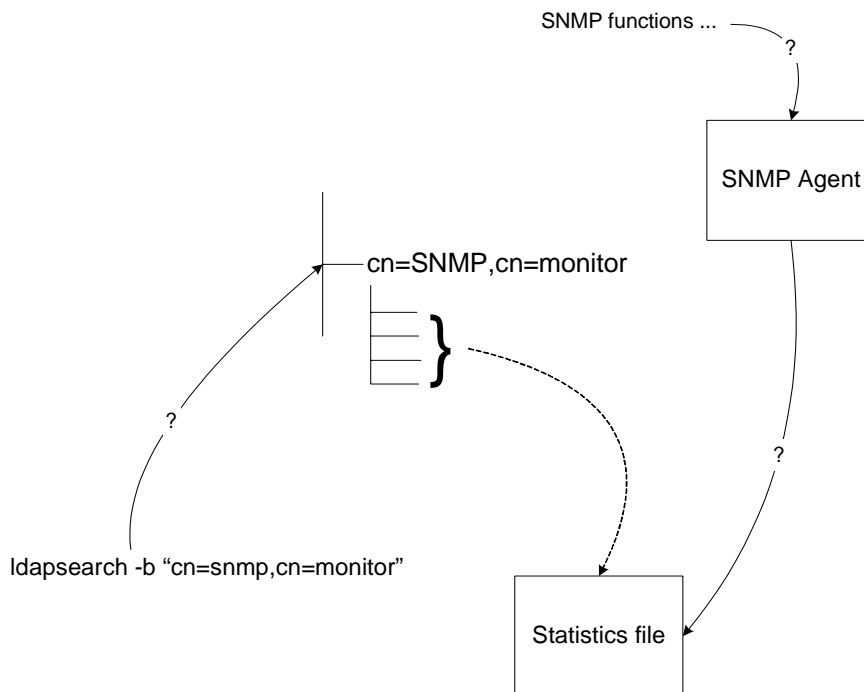 SNMP functions ...
?
SNMP Agent
cn=SNMP,cn=monitor
}
?
?
ldapsearch -b “cn=snmp,cn=monitor”
Statistics file